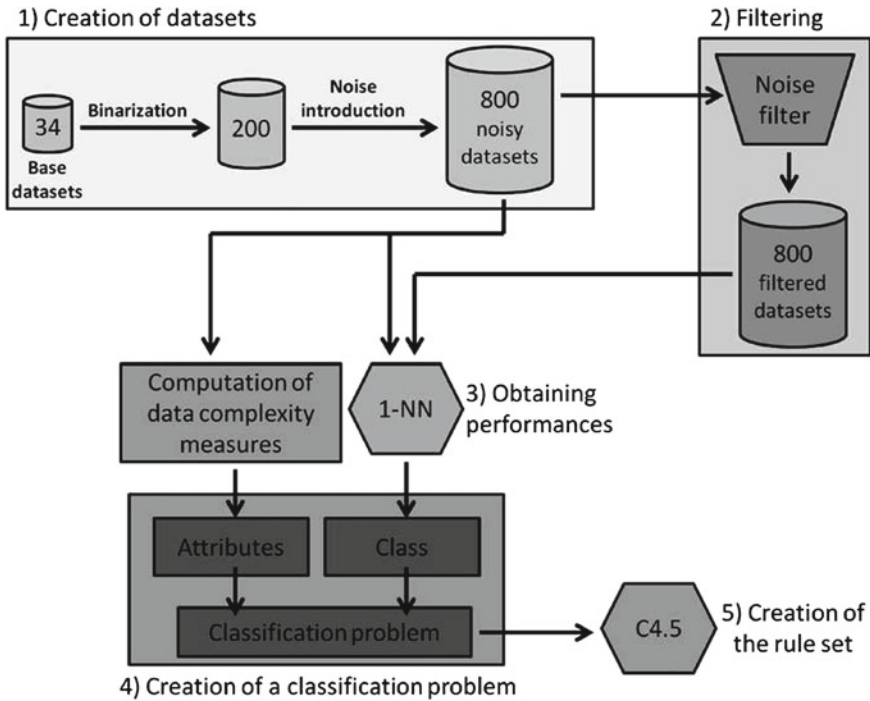 1) Creation of datasets
2) Filtering
34
Binarization
200
Noise
introduction
800
noisy
datasets
Base
datasets
Noise
filter
800
filtered
datasets
Computation of
data complexity
measures
1-NN
3) Obtaining
performances
Attributes
Class
Classification problem
C4.5
5) Creation of
the rule set
4) Creation of a classification problem